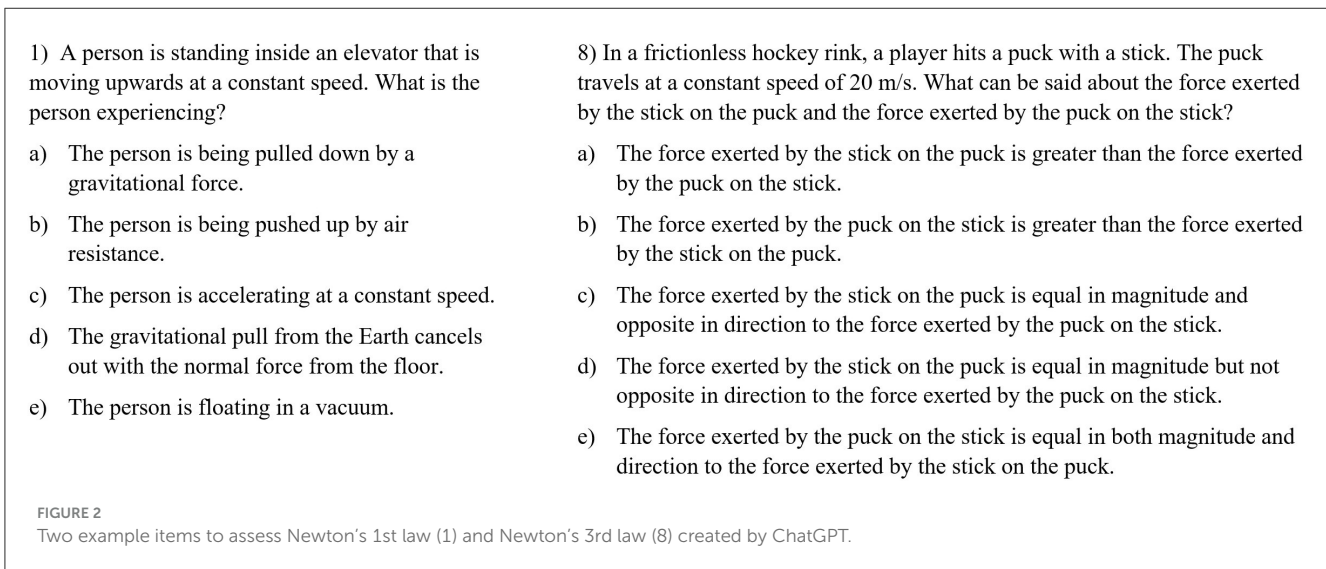 1) A person is standing inside an elevator that is
moving upwards at a constant speed. What is the
person experiencing?
a) The person is being pulled down by a
gravitational force.
b) The person is being pushed up by air
resistance.
c) The person is accelerating at a constant speed.
d) The gravitational pull from the Earth cancels
out with the normal force from the floor.
e) The person is floating in a vacuum.
8) In a frictionless hockey rink, a player hits a puck with a stick. The puck
travels at a constant speed of 20 m/s. What can be said about the force exerted
by the stick on the puck and the force exerted by the puck on the stick?
a) The force exerted by the stick on the puck is greater than the force exerted
by the puck on the stick.
b) The force exerted by the puck on the stick is greater than the force exerted
by the stick on the puck.
c) The force exerted by the stick on the puck is equal in magnitude and
opposite in direction to the force exerted by the puck on the stick.
d) The force exerted by the stick on the puck is equal in magnitude but not
opposite in direction to the force exerted by the puck on the stick.
e) The force exerted by the puck on the stick is equal in both magnitude and
direction to the force exerted by the stick on the puck.
FIGURE 2
Two example items to assess Newton's 1st law (1) and Newton's 3rd law (8) created by ChatGPT.